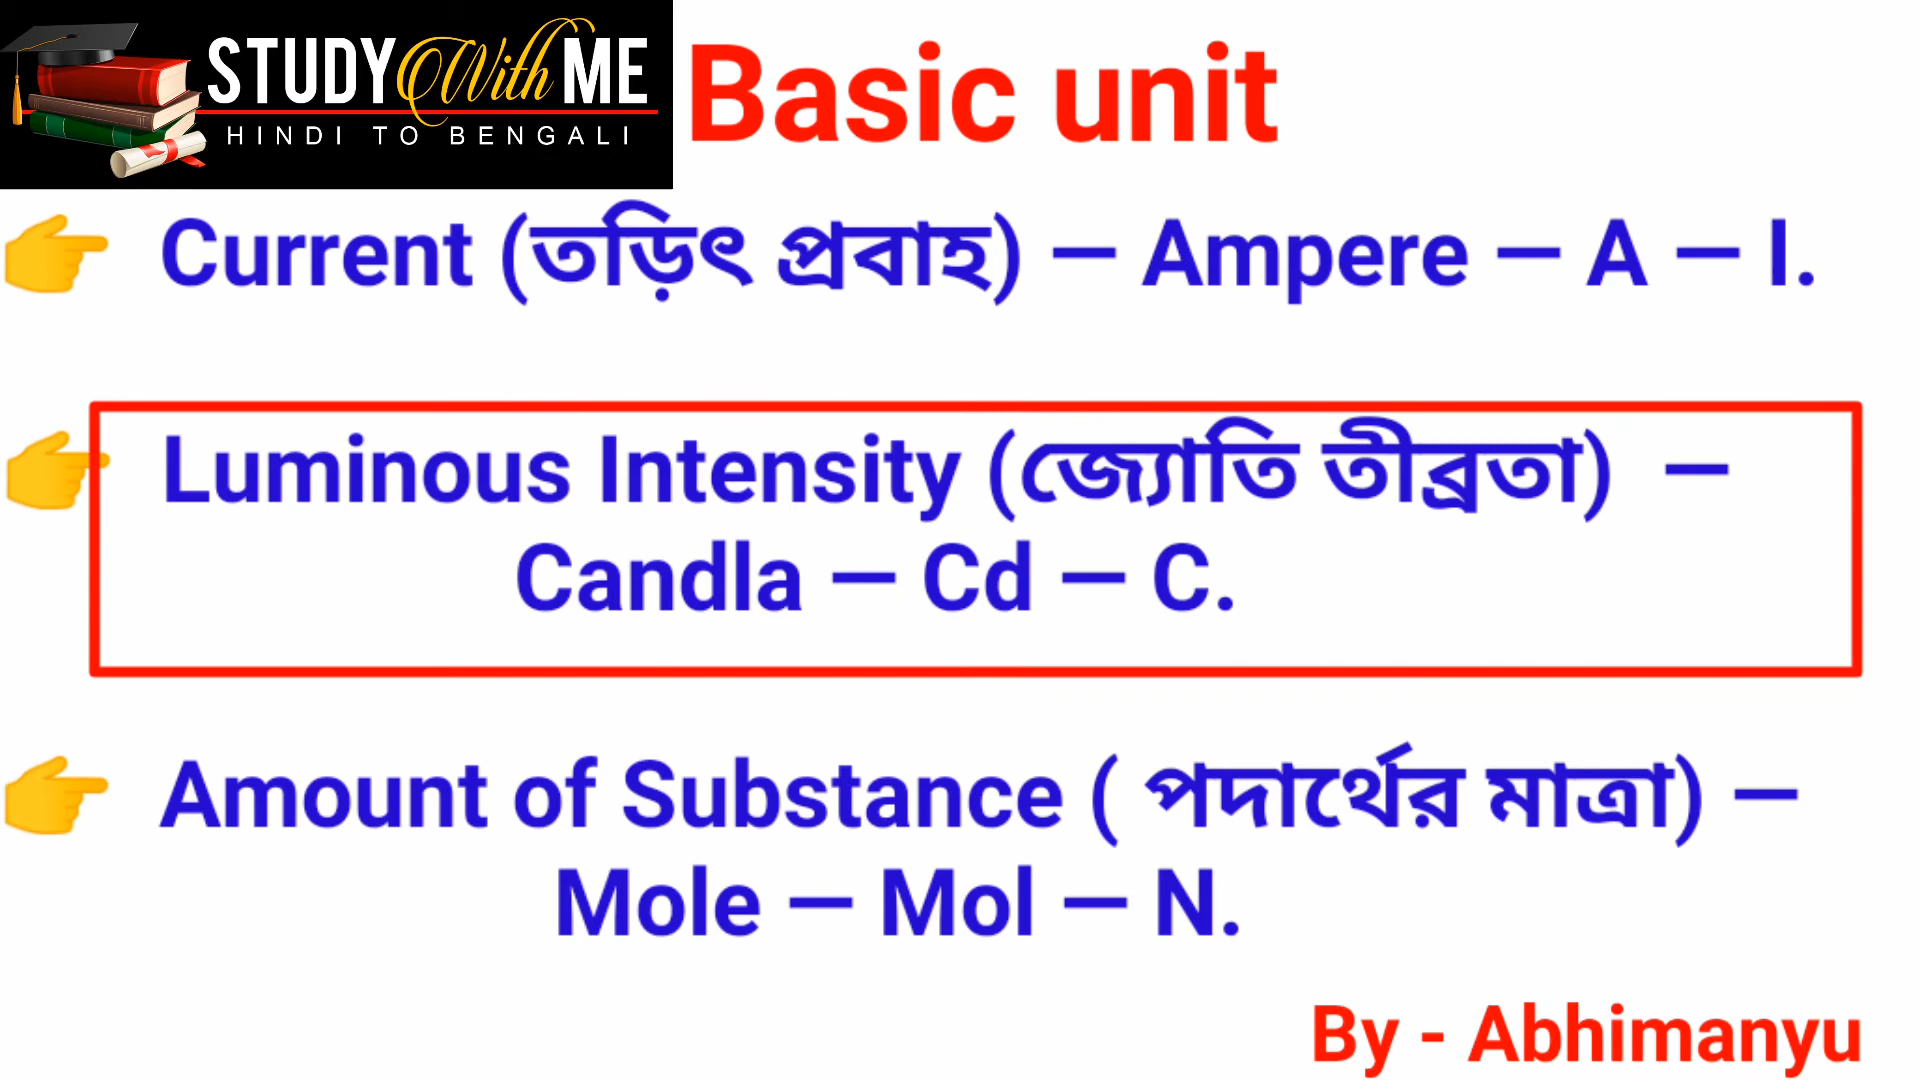 STUDY With ME
HINDI TO BENGALI
Basic unit
👉 Current (তড়িৎ প্রবাহ) — Ampere — A — I.
👉 Luminous Intensity (জ্যোতি তীব্রতা) —
Candla — Cd — C.
👉 Amount of Substance ( পদার্থের মাত্রা) —
Mole — Mol — N.
By - Abhimanyu